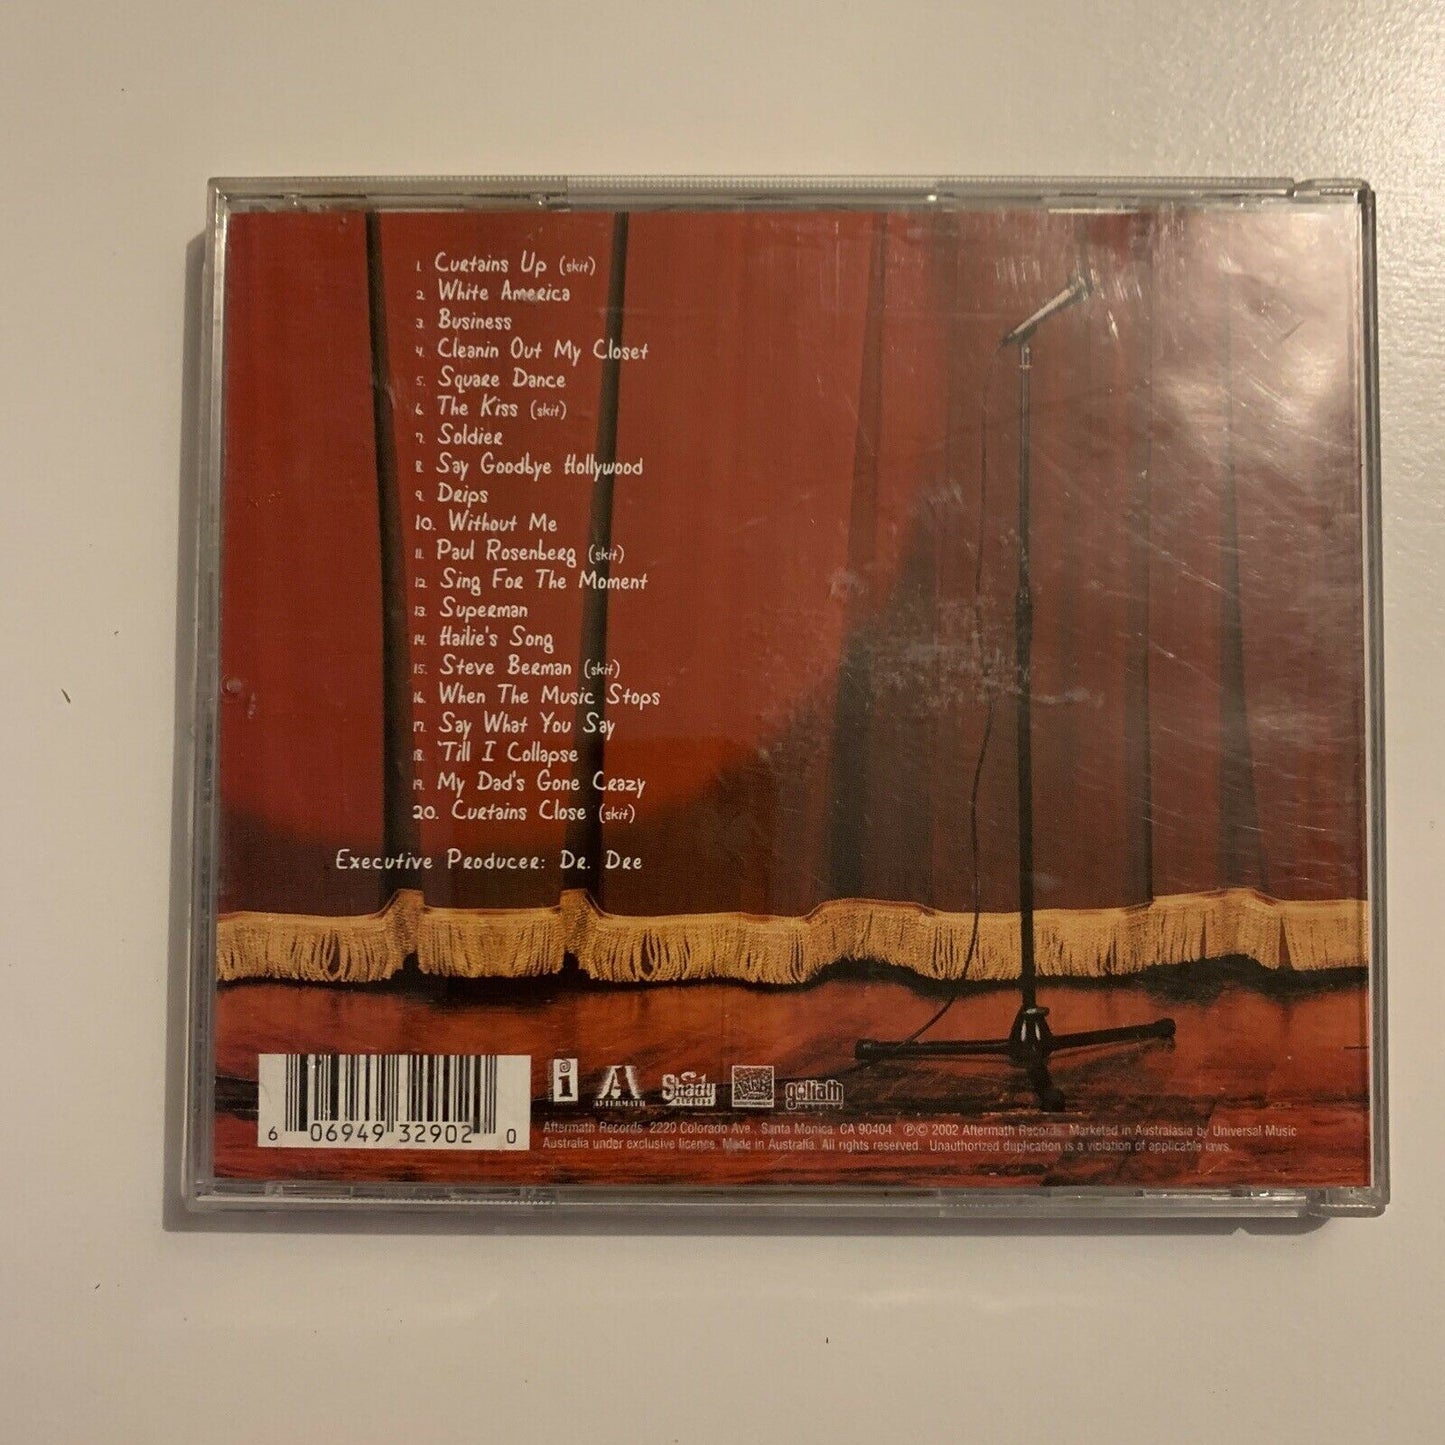 1. Curtains Up (skit)
2. White America
3. Business
4. Cleanin Out My Closet
5. Square Dance
6. The Kiss (skit)
7. Soldier
8. Say Goodbye Hollywood
9. Drips
10. Without Me
11. Paul Rosenberg (skit)
12. Sing For The Moment
13. Superman
14. Hailie's Song
15. Steve Berman (skit)
16. When The Music Stops
17. Say What You Say
18. 'Till I Collapse
19. My Dad's Gone Crazy
20. Curtains Close (skit)
Executive Producer: Dr. Dre
6 06949 32902 0
i AFTERMATH Shady RECORDS goliath
Aftermath Records 2220 Colorado Ave., Santa Monica, CA 90404 ℗© 2002 Aftermath Records. Marketed in Australasia by Universal Music
Australia under exclusive licence. Made in Australia. All rights reserved. Unauthorized duplication is a violation of applicable laws.